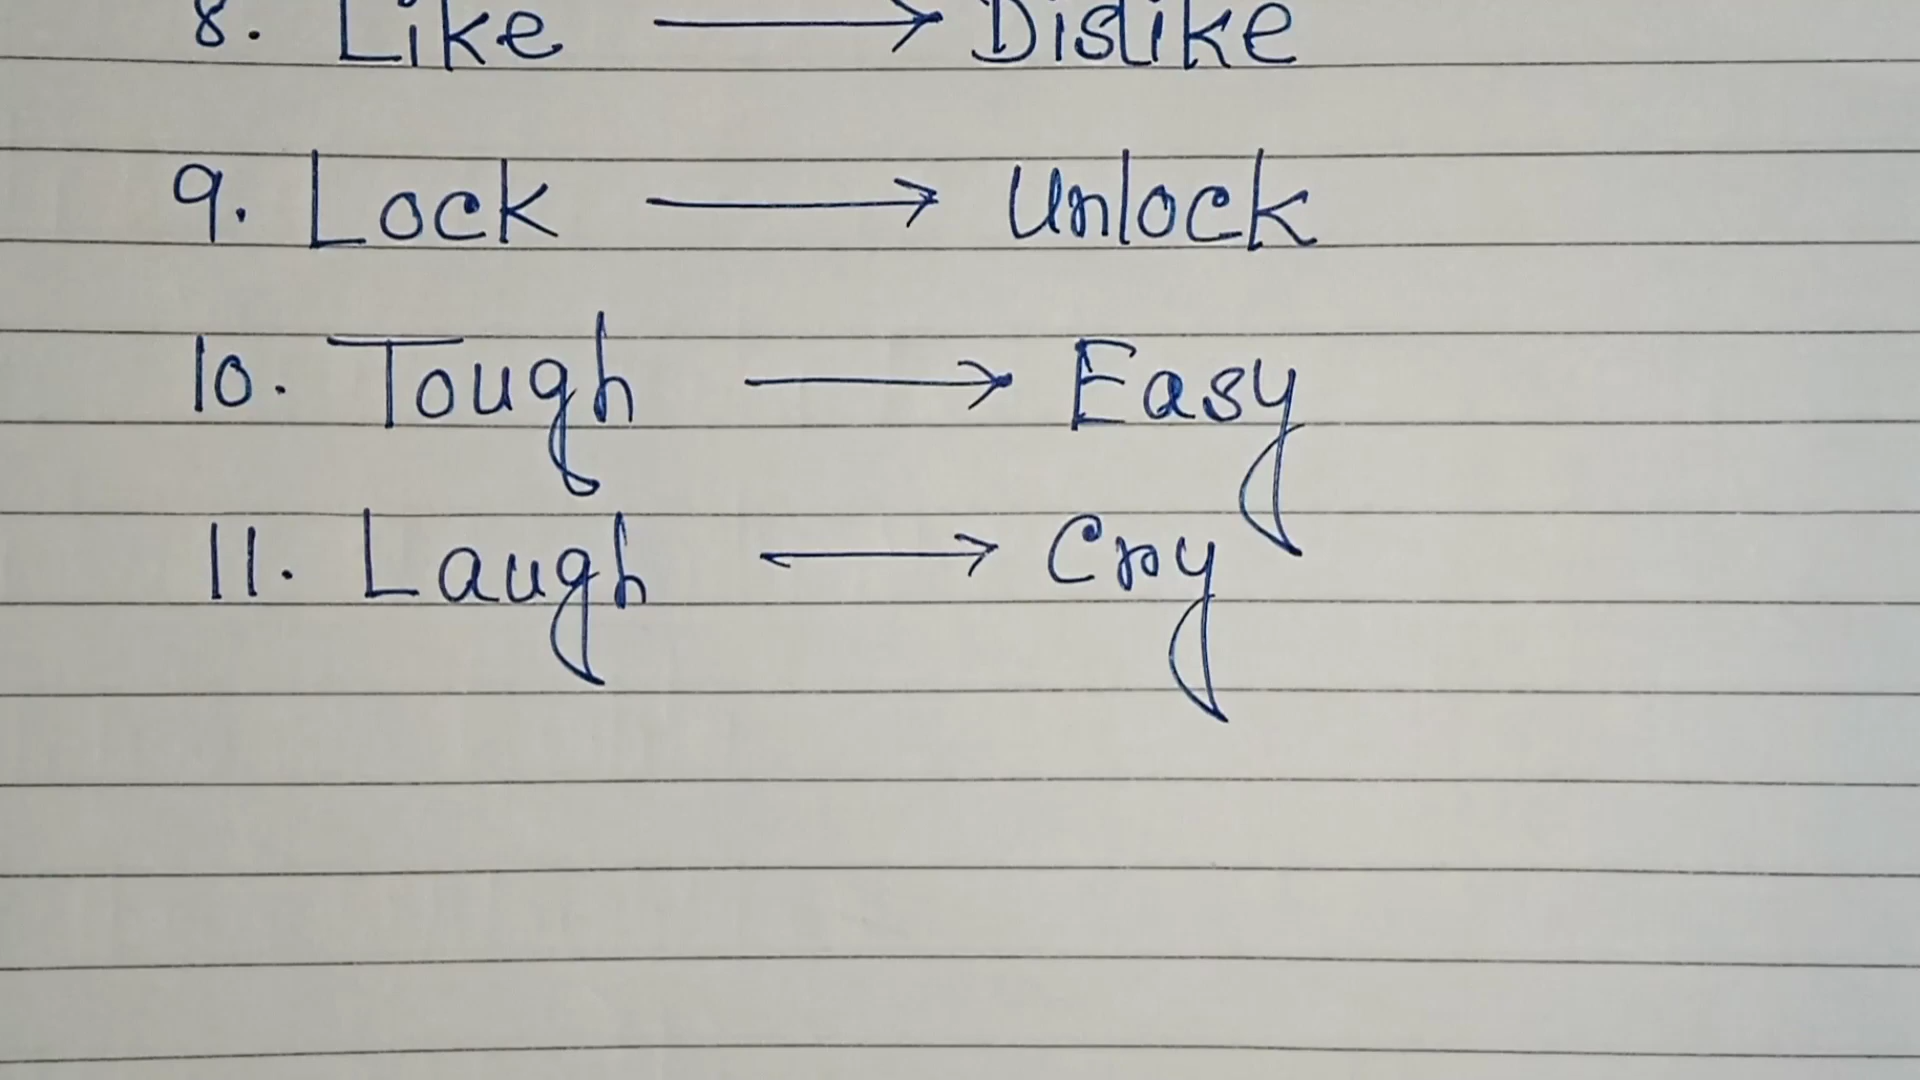 8. Like → Dislike
9. Lock → Unlock
10. Tough → Easy
11. Laugh → Cry